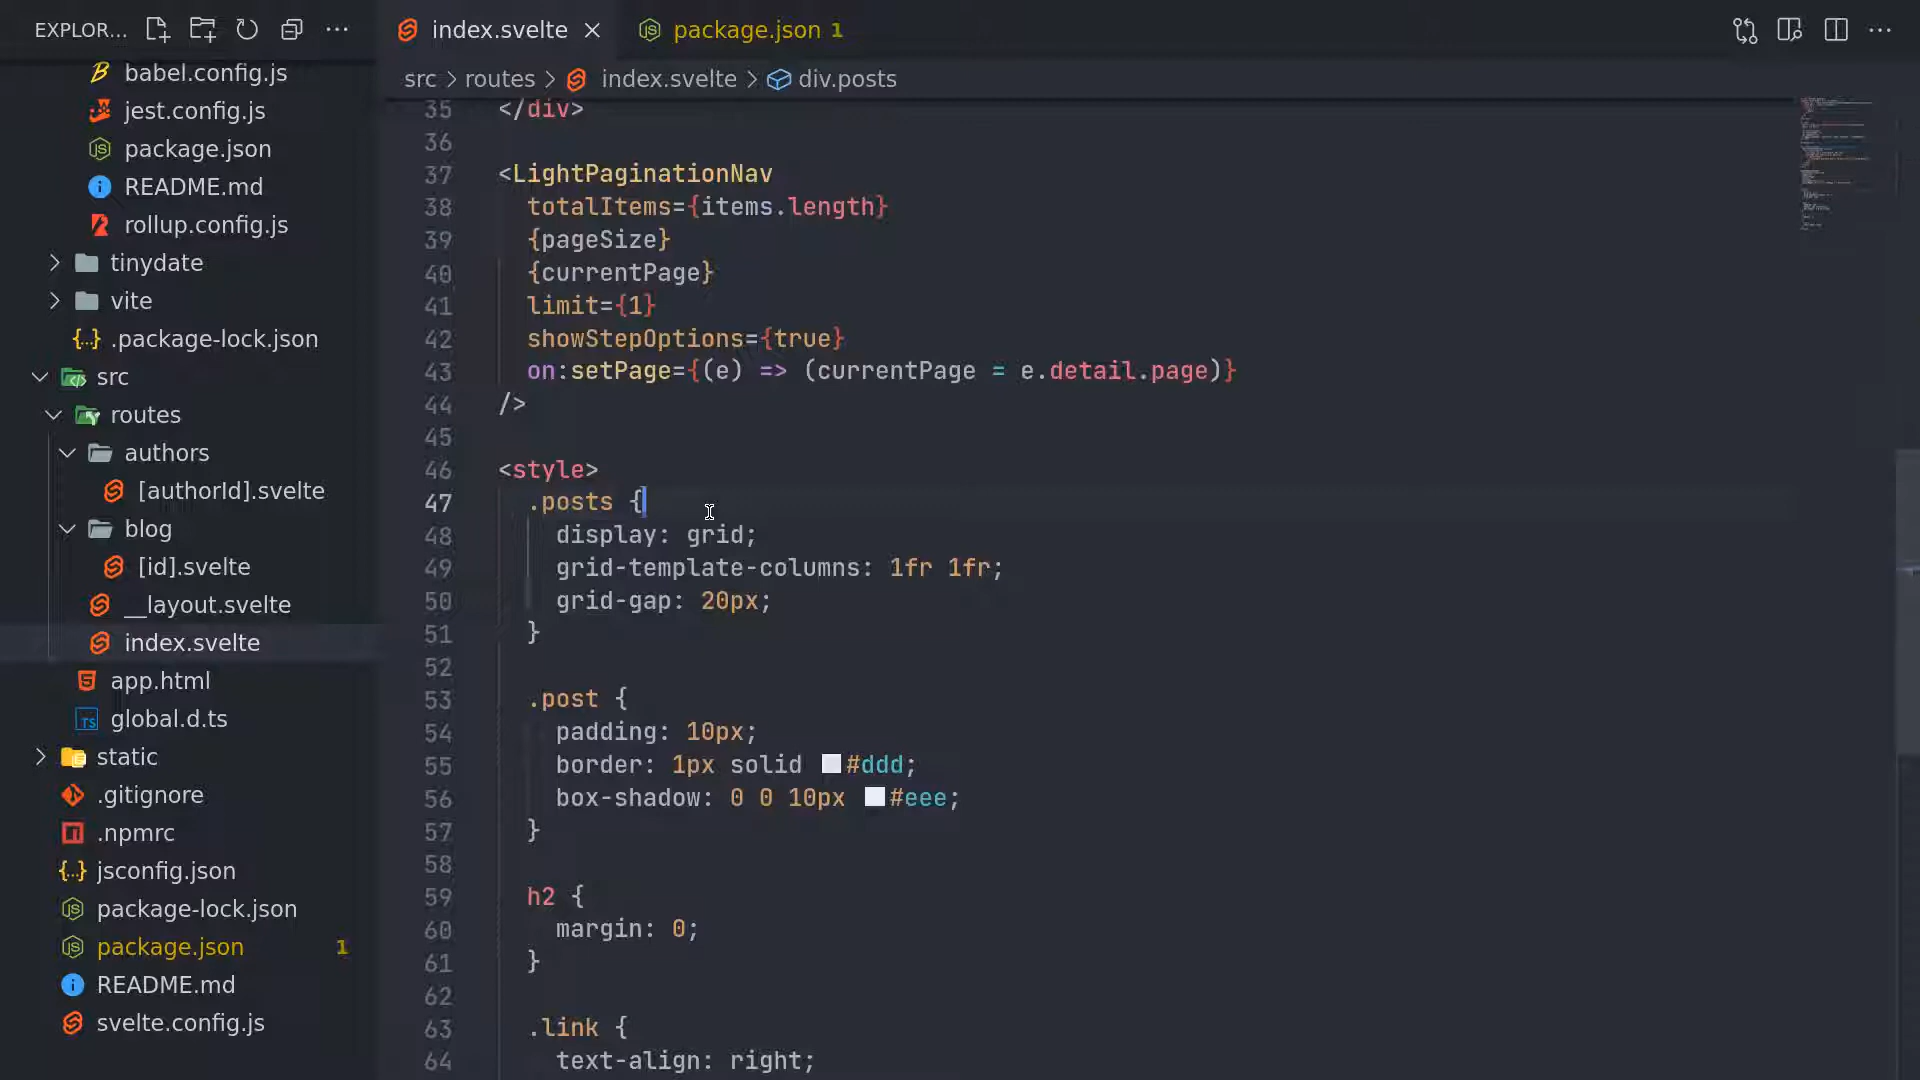 EXPLOR...
babel.config.js
jest.config.js
package.json
README.md
rollup.config.js
tinydate
vite
.package-lock.json
src
routes
authors
[authorId].svelte
blog
[id].svelte
__layout.svelte
index.svelte
app.html
global.d.ts
static
.gitignore
.npmrc
jsconfig.json
package-lock.json
package.json 1
README.md
svelte.config.js
index.svelte
package.json 1
src > routes > index.svelte > div.posts
35 </div>
36
37 <LightPaginationNav
38 totalItems={items.length}
39 {pageSize}
40 {currentPage}
41 limit={1}
42 showStepOptions={true}
43 on:setPage={(e) => (currentPage = e.detail.page)}
44 />
45
46 <style>
47 .posts {
48 display: grid;
49 grid-template-columns: 1fr 1fr;
50 grid-gap: 20px;
51 }
52
53 .post {
54 padding: 10px;
55 border: 1px solid #ddd;
56 box-shadow: 0 0 10px #eee;
57 }
58
59 h2 {
60 margin: 0;
61 }
62
63 .link {
64 text-align: right;